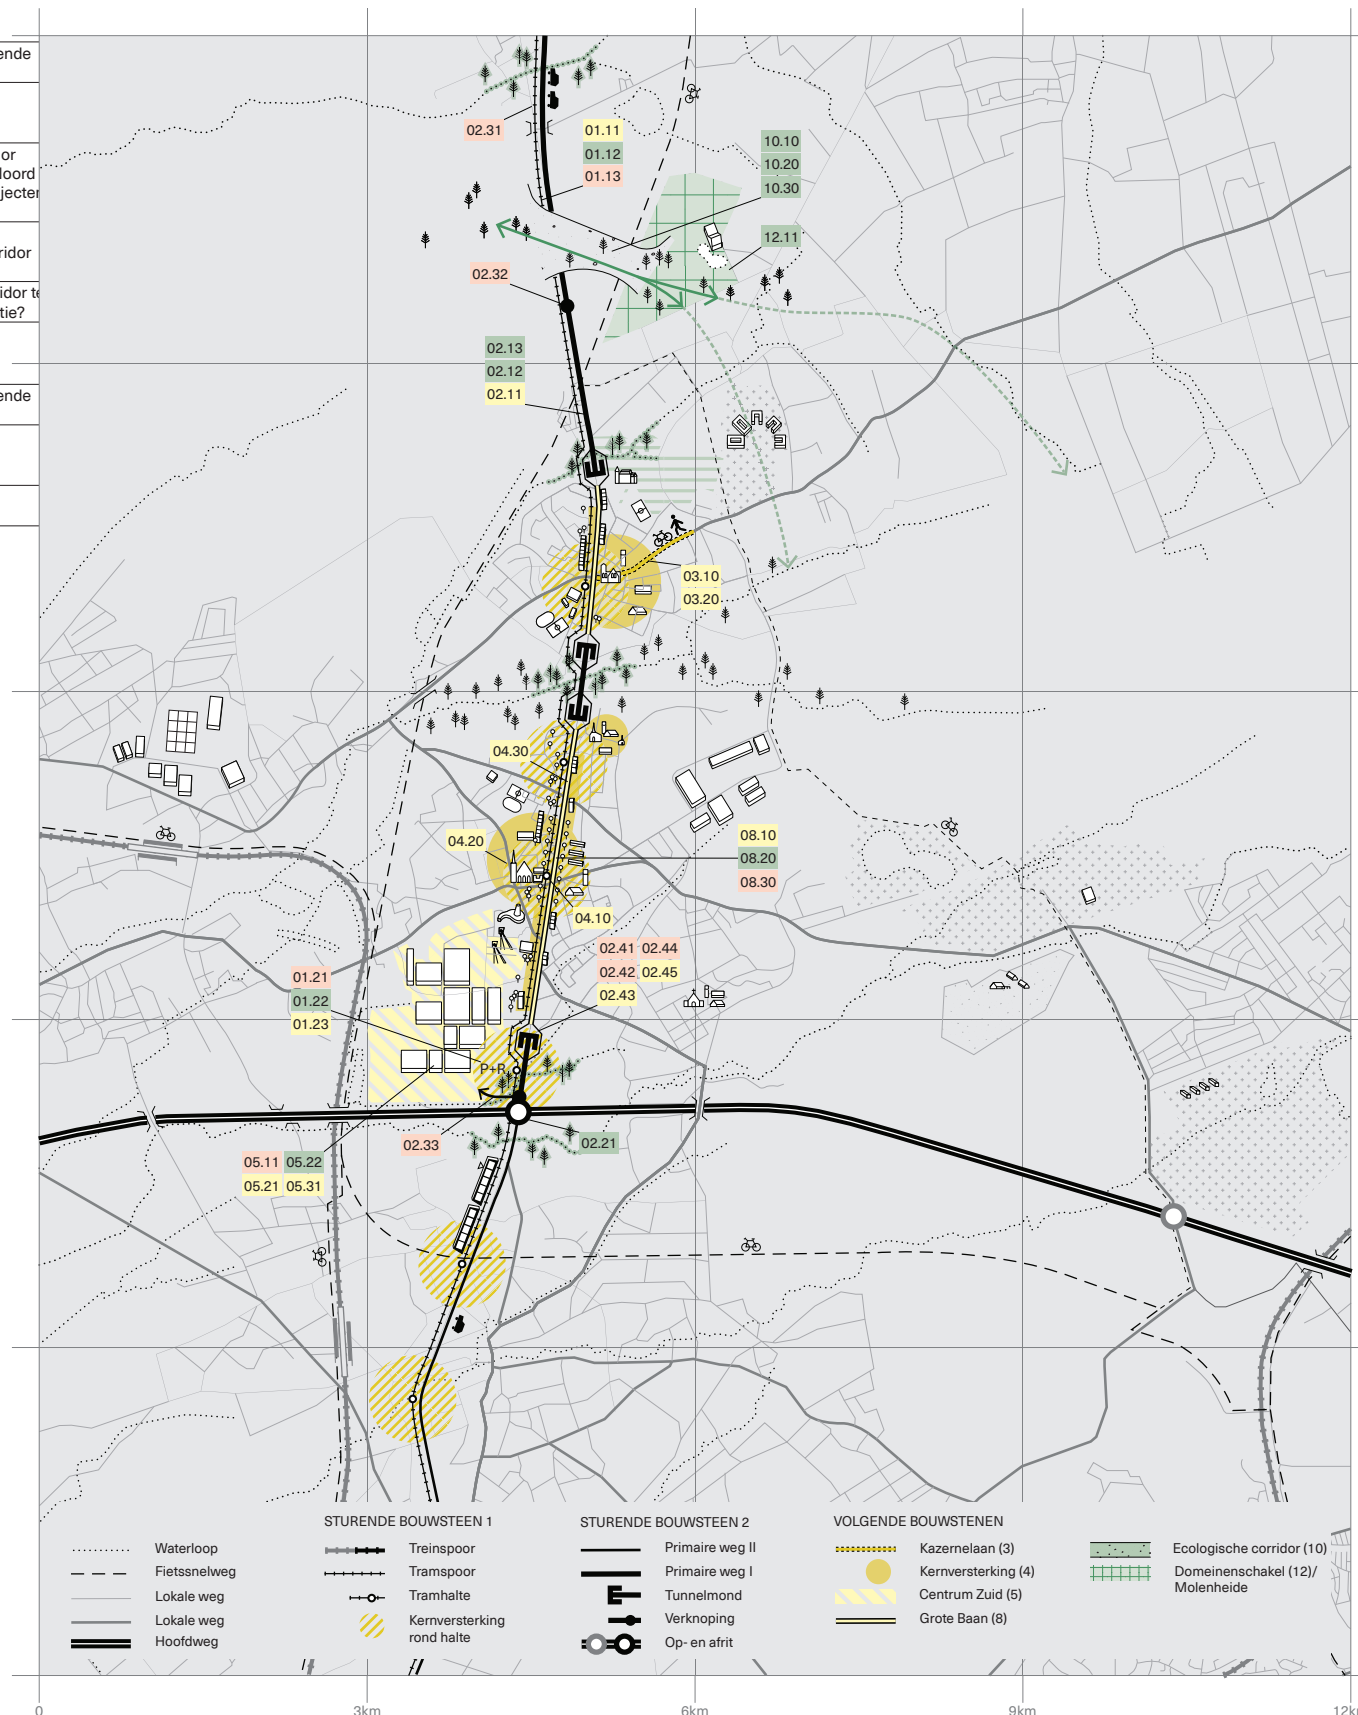 ende
or
loord
jecten
ridor
idor te
tie?
ende
02.31
01.11
01.12
01.13
10.10
10.20
10.30
12.11
02.32
02.13
02.12
02.11
03.10
03.20
04.30
04.20
08.10
08.20
08.30
04.10
02.41 02.44
02.42 02.45
02.43
01.21
01.22
01.23
P+R
02.33
02.21
05.11 05.22
05.21 05.31
Waterloop
Fietssnelweg
Lokale weg
Lokale weg
Hoofdweg
STURENDE BOUWSTEEN 1
Treinspoor
Tramspoor
Tramhalte
Kernversterking
rond halte
STURENDE BOUWSTEEN 2
Primaire weg II
Primaire weg I
Tunnelmond
Verknoping
Op- en afrit
VOLGENDE BOUWSTENEN
Kazernelaan (3)
Kernversterking (4)
Centrum Zuid (5)
Grote Baan (8)
Ecologische corridor (10)
Domeinenschakel (12)/
Molenheide
0 3km 6km 9km 12km